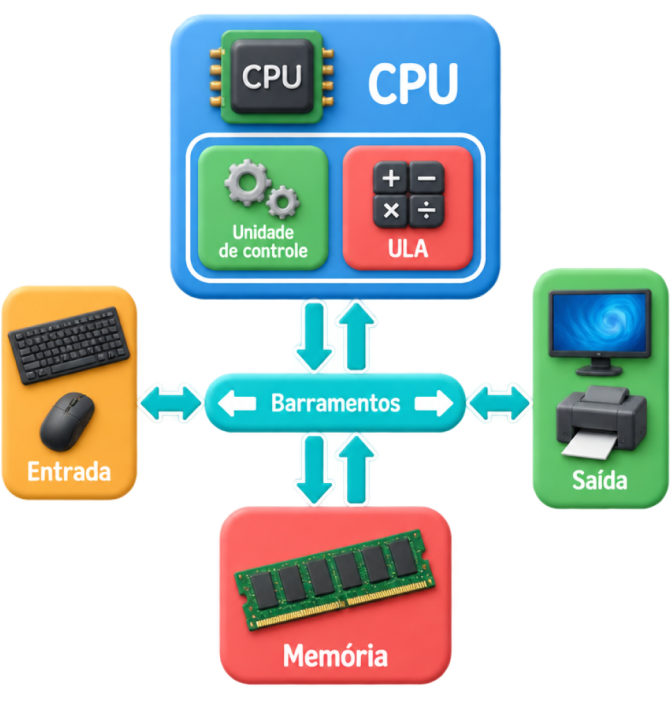 CPU
CPU
Unidade
de controle
+ −
× ÷
ULA
Entrada
Barramentos
Saída
Memória